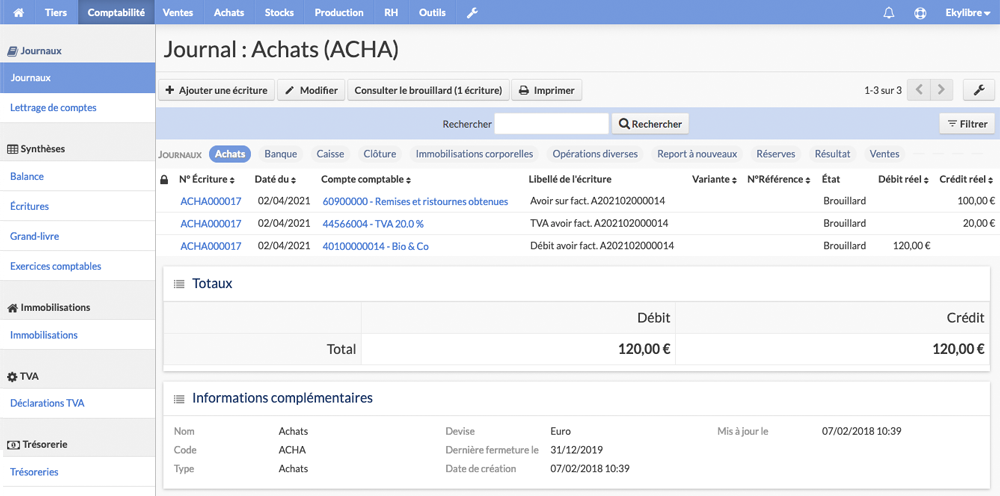 Tiers Comptabilité Ventes Achats Stocks Production RH Outils Ekylibre
Journaux
Journaux
Lettrage de comptes
Synthèses
Balance
Écritures
Grand-livre
Exercices comptables
Immobilisations
Immobilisations
TVA
Déclarations TVA
Trésorerie
Trésoreries
Journal : Achats (ACHA)
Ajouter une écriture Modifier Consulter le brouillard (1 écriture) Imprimer 1-3 sur 3
Rechercher Rechercher Filtrer
JOURNAUX Achats Banque Caisse Clôture Immobilisations corporelles Opérations diverses Report à nouveaux Réserves Résultat Ventes
N° Écriture Daté du Compte comptable Libellé de l'écriture Variante N°Référence État Débit réel Crédit réel
ACHA000017 02/04/2021 60900000 - Remises et ristournes obtenues Avoir sur fact. A202102000014 Brouillard 100,00 €
ACHA000017 02/04/2021 44566004 - TVA 20.0 % TVA avoir fact. A202102000014 Brouillard 20,00 €
ACHA000017 02/04/2021 40100000014 - Bio & Co Débit avoir fact. A202102000014 Brouillard 120,00 €
Totaux
Débit Crédit
Total 120,00 € 120,00 €
Informations complémentaires
Nom Achats Devise Euro Mis à jour le 07/02/2018 10:39
Code ACHA Dernière fermeture le 31/12/2019
Type Achats Date de création 07/02/2018 10:39